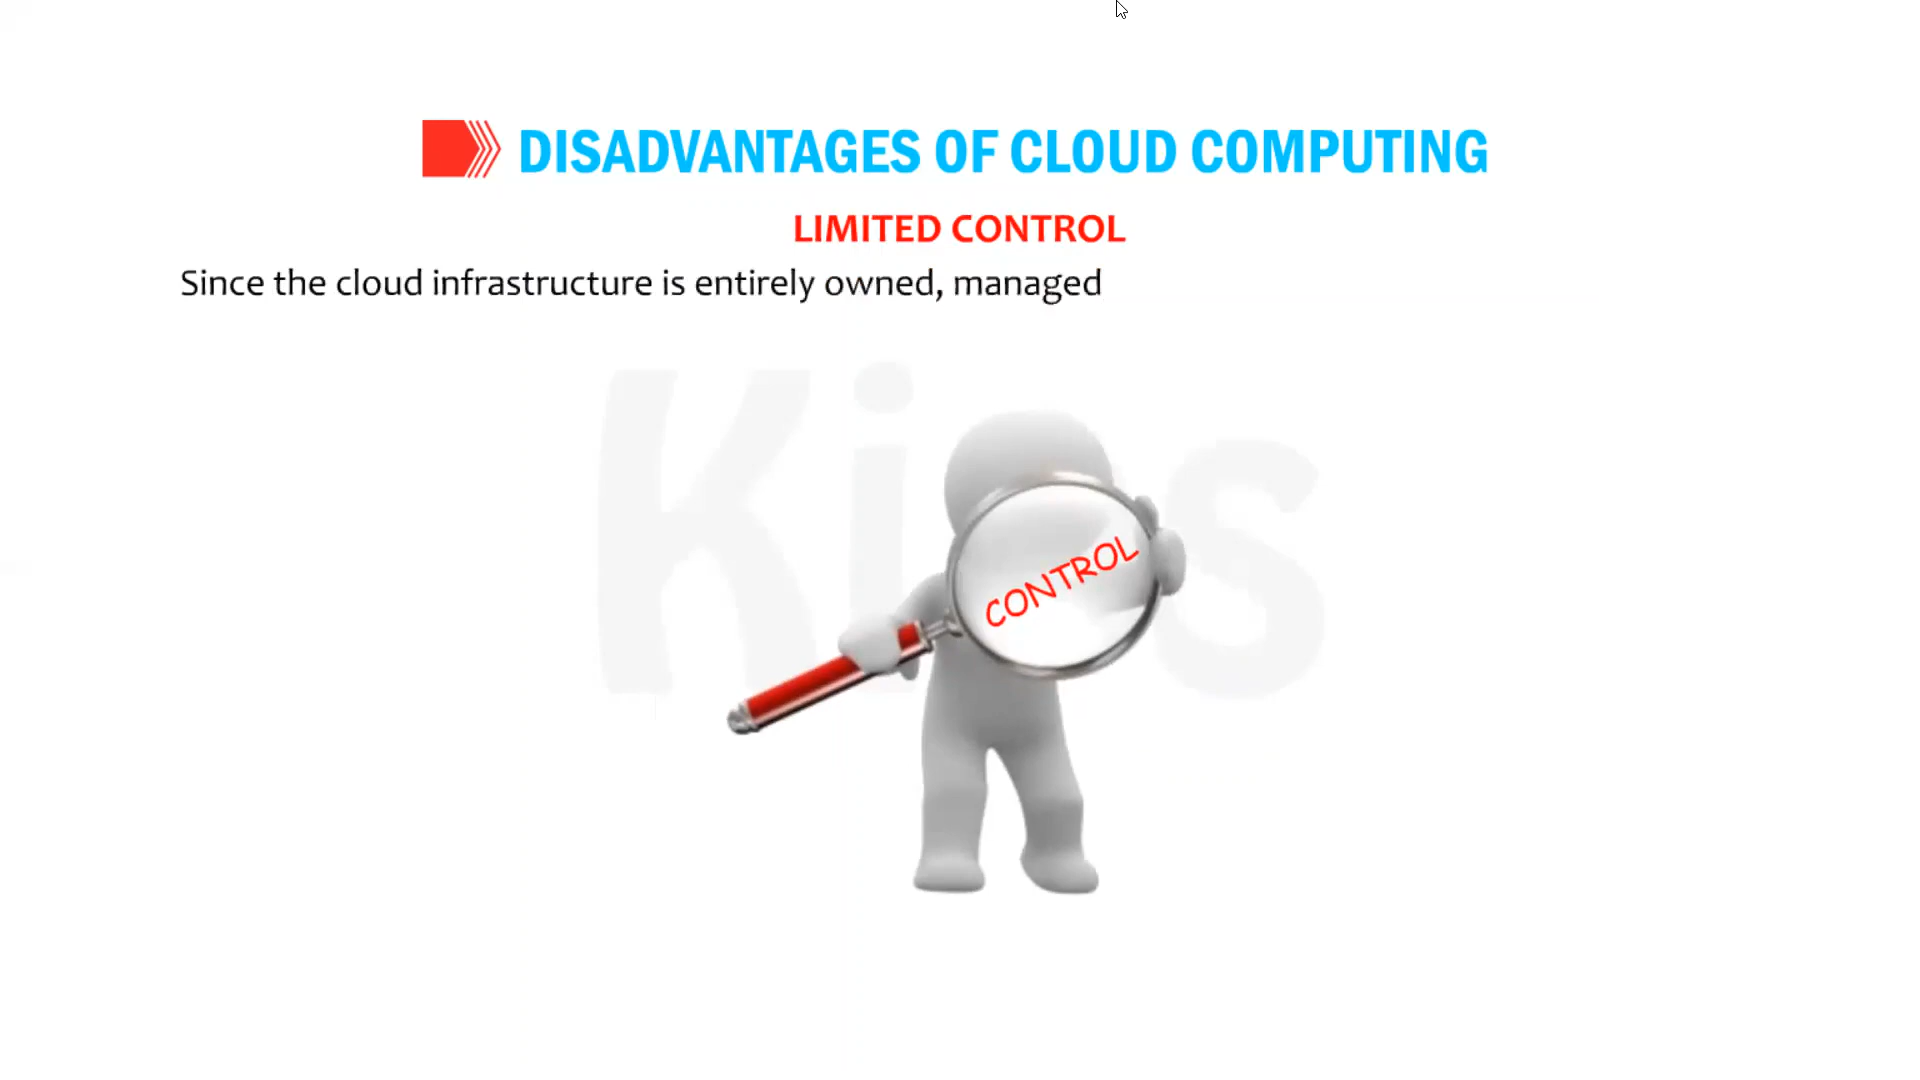 DISADVANTAGES OF CLOUD COMPUTING
LIMITED CONTROL
Since the cloud infrastructure is entirely owned, managed
CONTROL